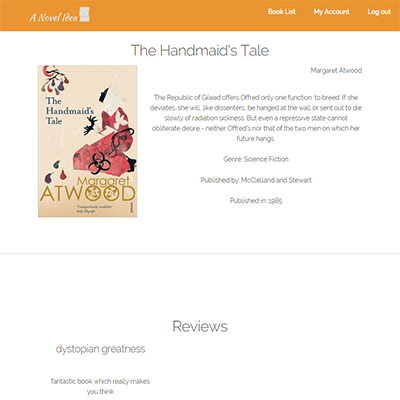 A Novel Idea
Book List
My Account
Log out
The Handmaid's Tale
Margaret Atwood
The
Handmaid's
Tale
Margaret
ATWOOD
The Republic of Gilead offers Offred only one function: to breed. If she
deviates, she will, like dissenters, be hanged at the wall or sent out to die
slowly of radiation sickness. But even a repressive state cannot
obliterate desire - neither Offred's nor that of the two men on which her
future hangs.
Genre: Science Fiction
Published by: McClelland and Stewart
Published in: 1985
Reviews
dystopian greatness
fantastic book which really makes
you think